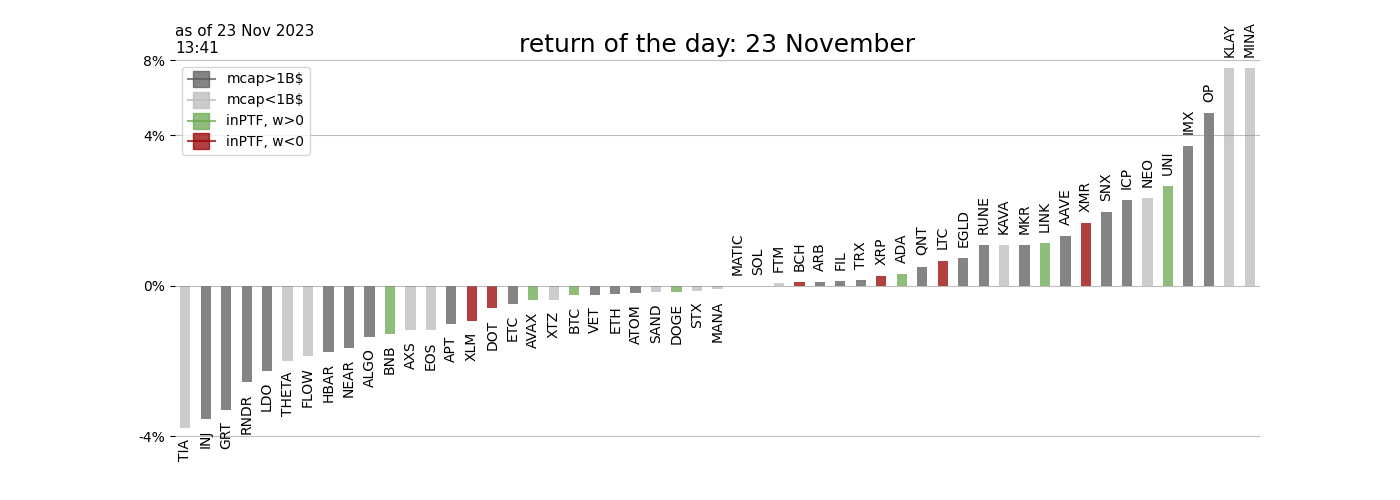 as of 23 Nov 2023
13:41
return of the day: 23 November
8%
4%
0%
-4%
mcap>1B$
mcap<1B$
inPTF, w>0
inPTF, w<0
TIA
INJ
GRT
RNDR
LDO
THETA
FLOW
HBAR
NEAR
ALGO
BNB
AXS
EOS
APT
XLM
DOT
ETC
AVAX
XTZ
BTC
VET
ETH
ATOM
SAND
DOGE
STX
MANA
MATIC
SOL
FTM
BCH
ARB
FIL
TRX
XRP
ADA
QNT
LTC
EGLD
RUNE
KAVA
MKR
LINK
AAVE
XMR
SNX
ICP
NEO
UNI
IMX
OP
KLAY
MINA